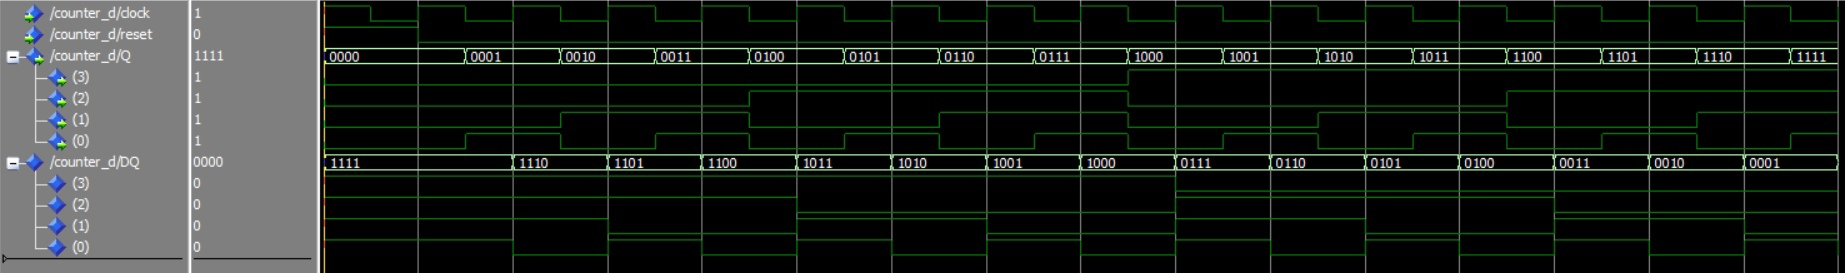 /counter_d/clock 1
/counter_d/reset 0
/counter_d/Q 1111 0000 0001 0010 0011 0100 0101 0110 0111 1000 1001 1010 1011 1100 1101 1110 1111
(3) 1
(2) 1
(1) 1
(0) 1
/counter_d/DQ 0000 1111 1110 1101 1100 1011 1010 1001 1000 0111 0110 0101 0100 0011 0010 0001
(3) 0
(2) 0
(1) 0
(0) 0